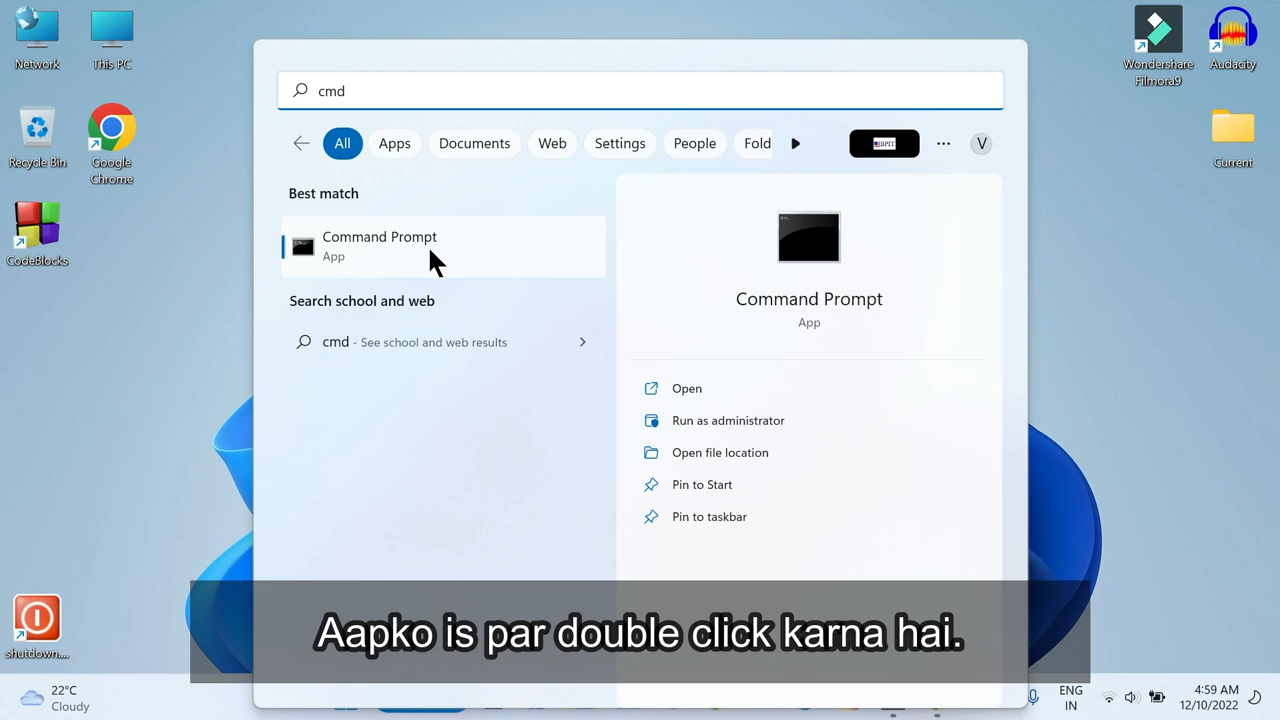 Network
This PC
Recycle Bin
Google
Chrome
CodeBlocks
shutdown....
Wondershare
Filmora9
Audacity
Current
cmd
All
Apps
Documents
Web
Settings
People
Fold
BPIT
...
V
Best match
Command Prompt
App
Search school and web
cmd - See school and web results
Command Prompt
App
Open
Run as administrator
Open file location
Pin to Start
Pin to taskbar
Aapko is par double click karna hai.
22°C
Cloudy
ENG
IN
4:59 AM
12/10/2022